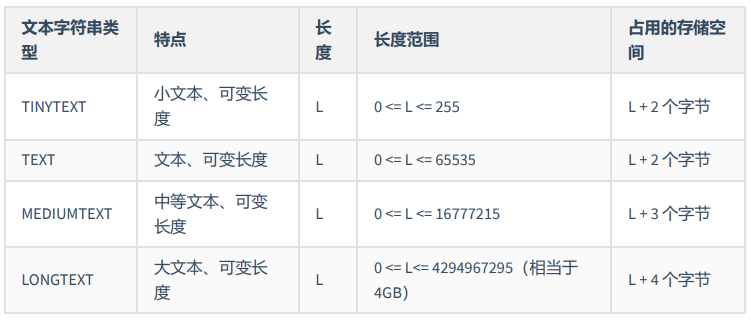 文本字符串类型 特点 长度 长度范围 占用的存储空间
TINYTEXT 小文本、可变长度 L 0 <= L <= 255 L + 2 个字节
TEXT 文本、可变长度 L 0 <= L <= 65535 L + 2 个字节
MEDIUMTEXT 中等文本、可变长度 L 0 <= L <= 16777215 L + 3 个字节
LONGTEXT 大文本、可变长度 L 0 <= L<= 4294967295（相当于4GB） L + 4 个字节